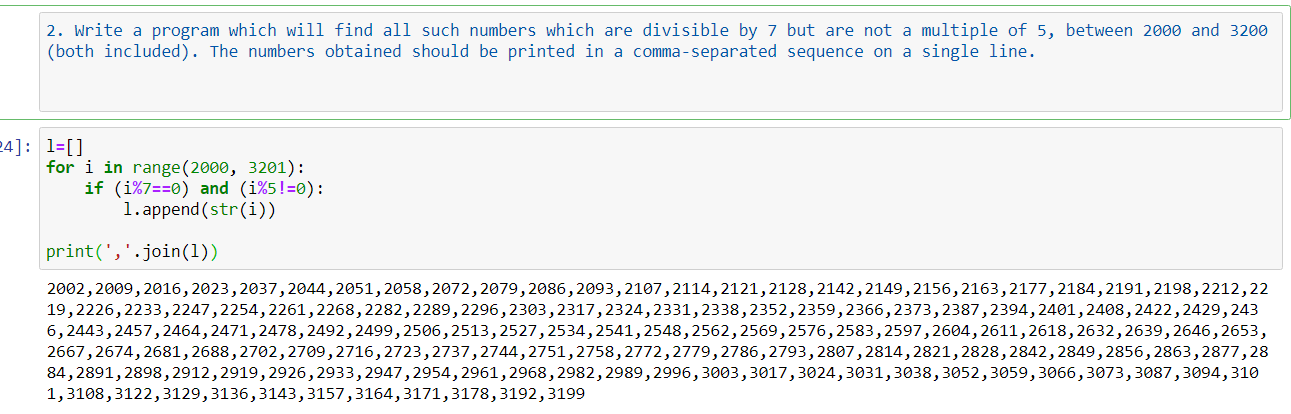 2. Write a program which will find all such numbers which are divisible by 7 but are not a multiple of 5, between 2000 and 3200
(both included). The numbers obtained should be printed in a comma-separated sequence on a single line.
24]: l=[]
for i in range(2000, 3201):
    if (i%7==0) and (i%5!=0):
        l.append(str(i))
print(','.join(l))
2002,2009,2016,2023,2037,2044,2051,2058,2072,2079,2086,2093,2107,2114,2121,2128,2142,2149,2156,2163,2177,2184,2191,2198,2212,22
19,2226,2233,2247,2254,2261,2268,2282,2289,2296,2303,2317,2324,2331,2338,2352,2359,2366,2373,2387,2394,2401,2408,2422,2429,243
6,2443,2457,2464,2471,2478,2492,2499,2506,2513,2527,2534,2541,2548,2562,2569,2576,2583,2597,2604,2611,2618,2632,2639,2646,2653,
2667,2674,2681,2688,2702,2709,2716,2723,2737,2744,2751,2758,2772,2779,2786,2793,2807,2814,2821,2828,2842,2849,2856,2863,2877,28
84,2891,2898,2912,2919,2926,2933,2947,2954,2961,2968,2982,2989,2996,3003,3017,3024,3031,3038,3052,3059,3066,3073,3087,3094,310
1,3108,3122,3129,3136,3143,3157,3164,3171,3178,3192,3199